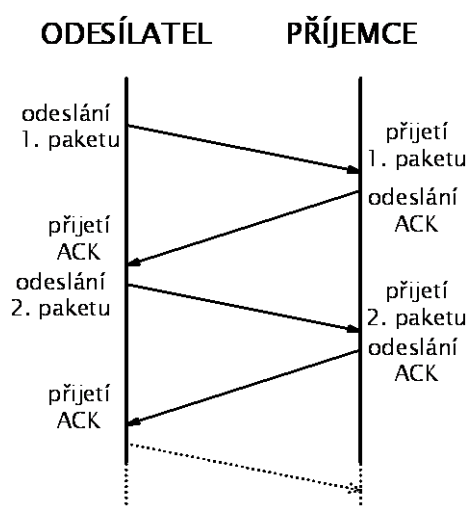 ODESÍLATEL PŘÍJEMCE
odeslání
1. paketu
přijetí
1. paketu
odeslání
ACK
přijetí
ACK
odeslání
2. paketu
přijetí
2. paketu
odeslání
ACK
přijetí
ACK